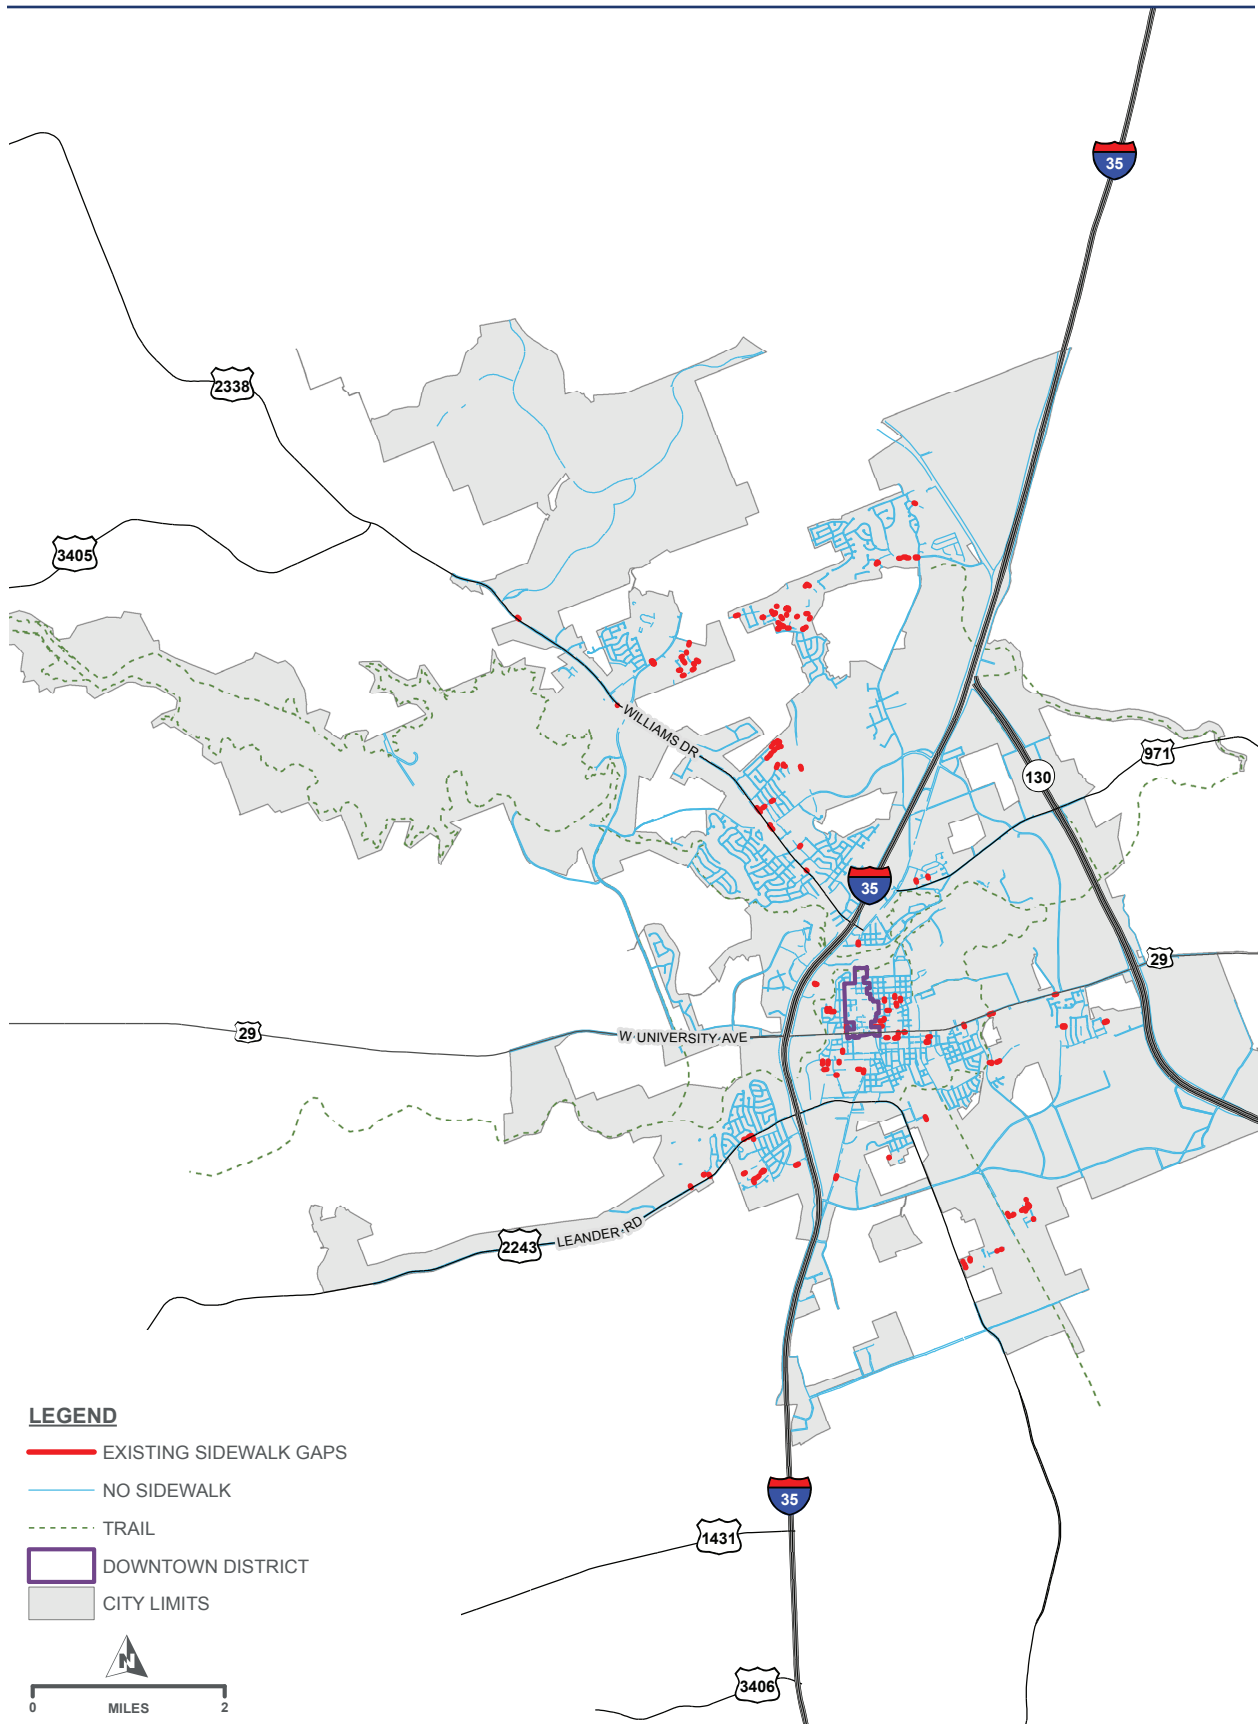 35
2338
3405
WILLIAMS DR
971
130
35
29
29
W UNIVERSITY AVE
LEANDER RD
2243
LEGEND
EXISTING SIDEWALK GAPS
NO SIDEWALK
TRAIL
DOWNTOWN DISTRICT
CITY LIMITS
35
1431
N
3406
0 MILES 2